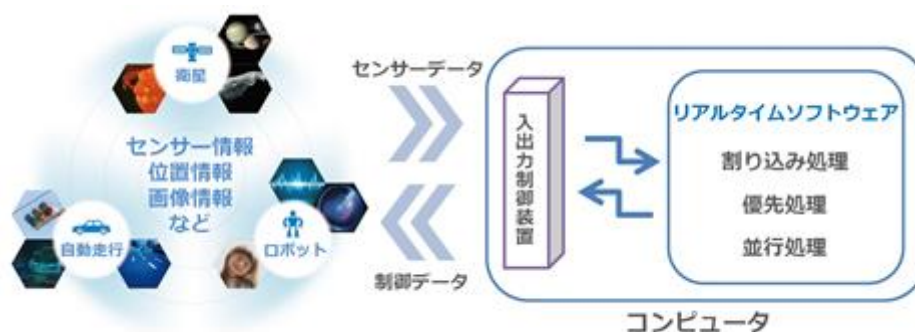 衛星
センサー情報
位置情報
画像情報
など
自動走行
ロボット
センサーデータ
制御データ
入出力制御装置
リアルタイムソフトウェア
割り込み処理
優先処理
並行処理
コンピュータ